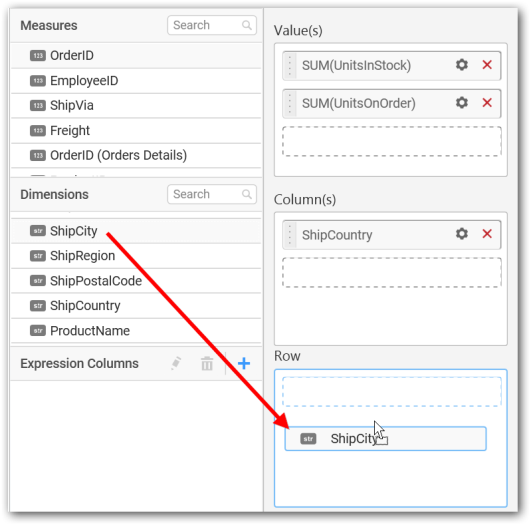 Measures
Search
123 OrderID
123 EmployeeID
123 ShipVia
123 Freight
123 OrderID (Orders Details)
Dimensions
Search
str ShipCity
str ShipRegion
str ShipPostalCode
str ShipCountry
str ProductName
Expression Columns
Value(s)
SUM(UnitsInStock)
SUM(UnitsOnOrder)
Column(s)
ShipCountry
Row
str ShipCity